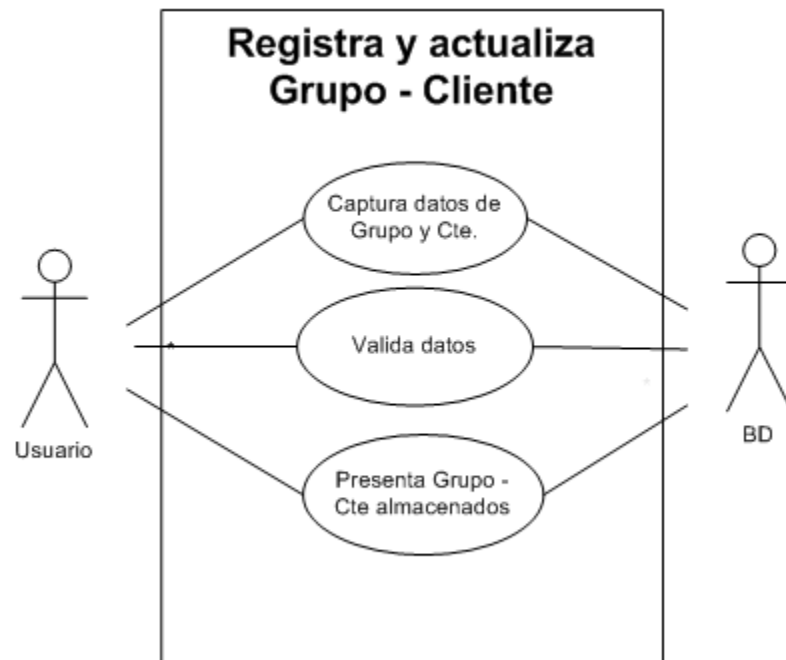 Registra y actualiza
Grupo - Cliente
Captura datos de
Grupo y Cte.
Valida datos
Usuario
BD
Presenta Grupo -
Cte almacenados